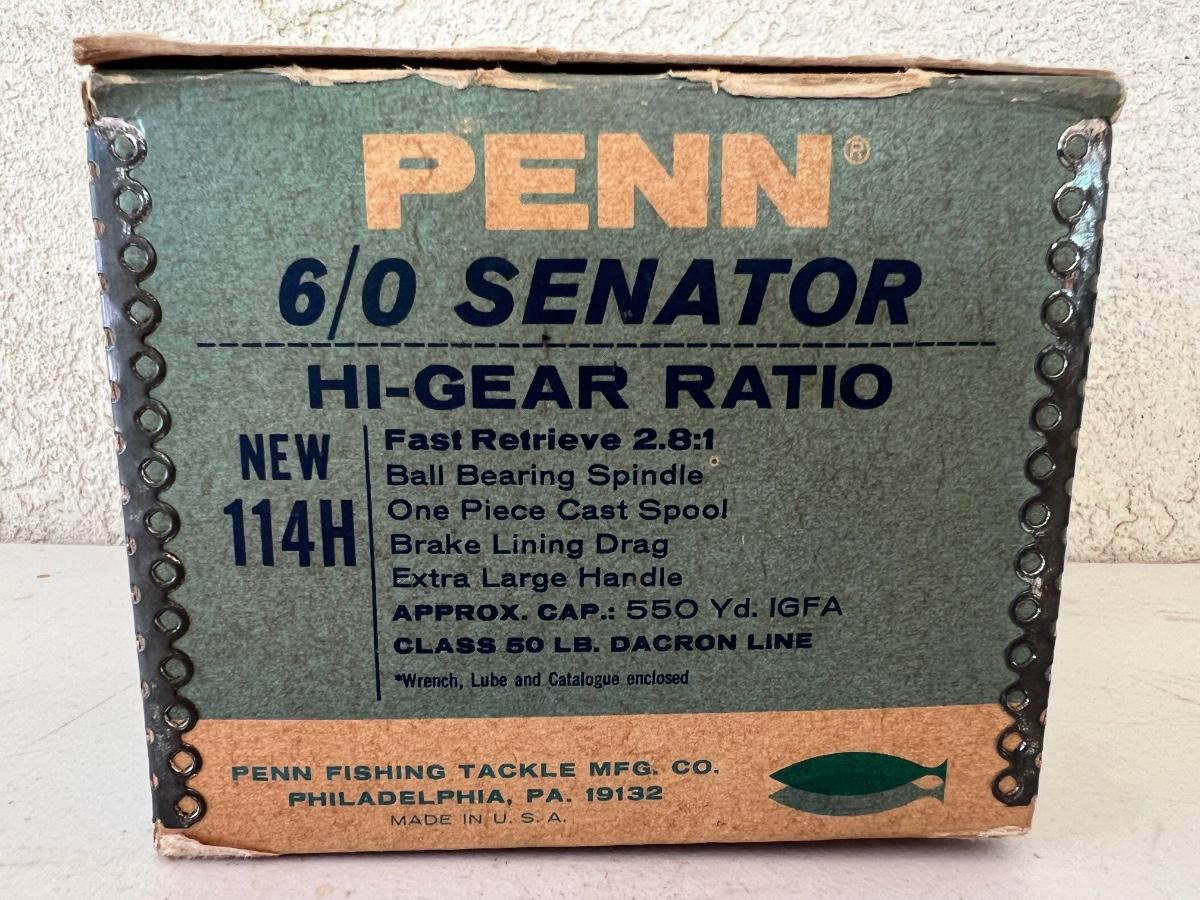 PENN®
6/0 SENATOR
HI-GEAR RATIO
NEW
114H
Fast Retrieve 2.8:1
Ball Bearing Spindle
One Piece Cast Spool
Brake Lining Drag
Extra Large Handle
APPROX. CAP.: 550 Yd. IGFA
CLASS 50 LB. DACRON LINE
*Wrench, Lube and Catalogue enclosed
PENN FISHING TACKLE MFG. CO.
PHILADELPHIA, PA. 19132
MADE IN U. S. A.